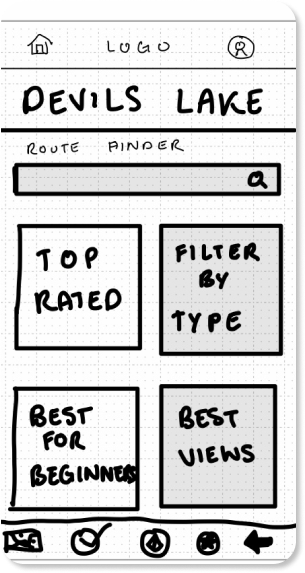 LOGO
DEVILS LAKE
ROUTE FINDER
TOP
RATED
FILTER
BY
TYPE
BEST
FOR
BEGINNERS
BEST
VIEWS